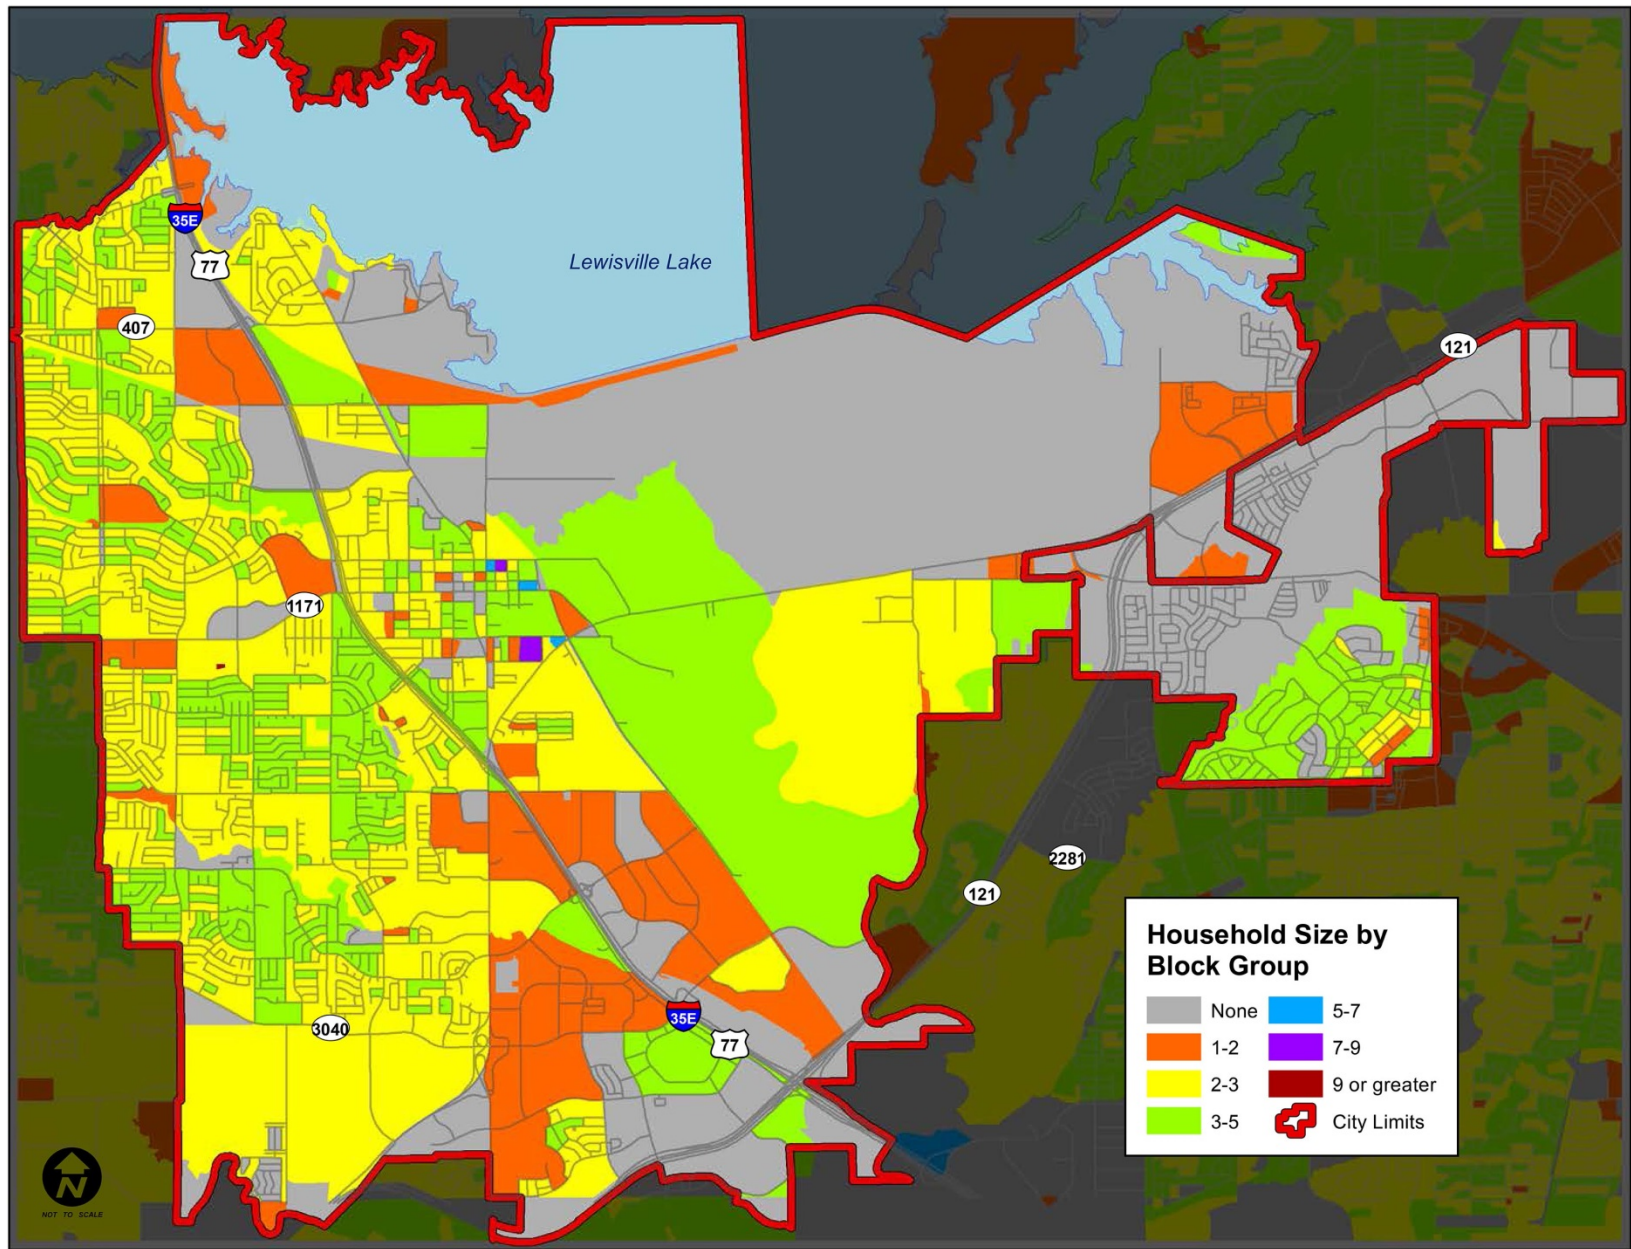 35E
77
Lewisville Lake
407
121
1171
2281
121
3040
35E
77
Household Size by
Block Group
None
5-7
1-2
7-9
2-3
9 or greater
3-5
City Limits
N
NOT TO SCALE